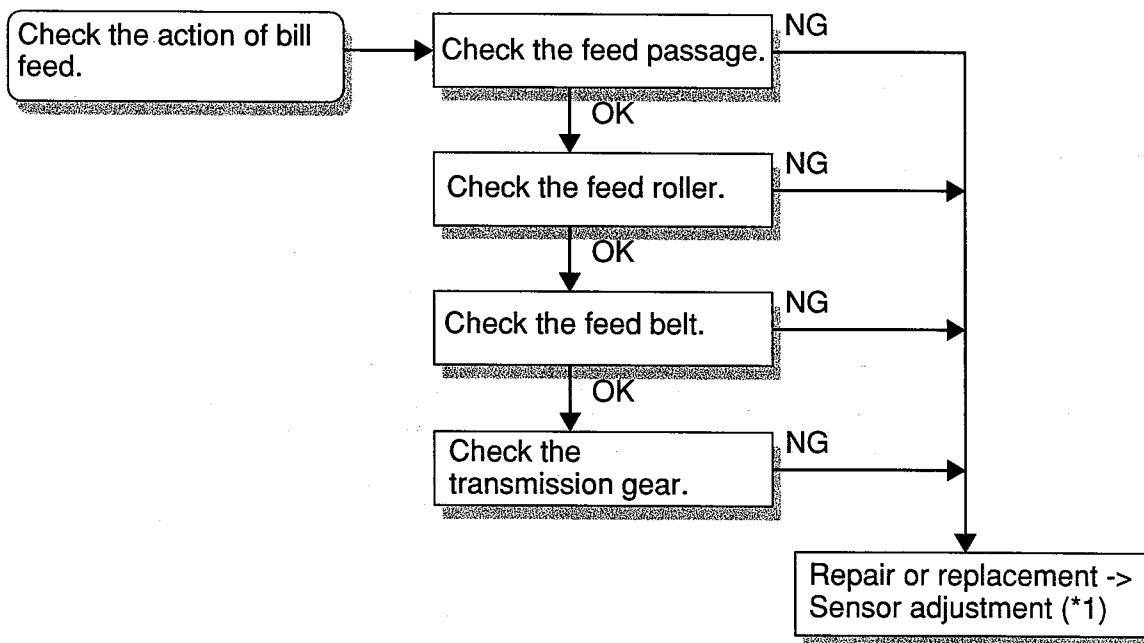 Check the action of bill
feed.
Check the feed passage.
NG
OK
Check the feed roller.
NG
OK
Check the feed belt.
NG
OK
Check the
transmission gear.
NG
Repair or replacement ->
Sensor adjustment (*1)